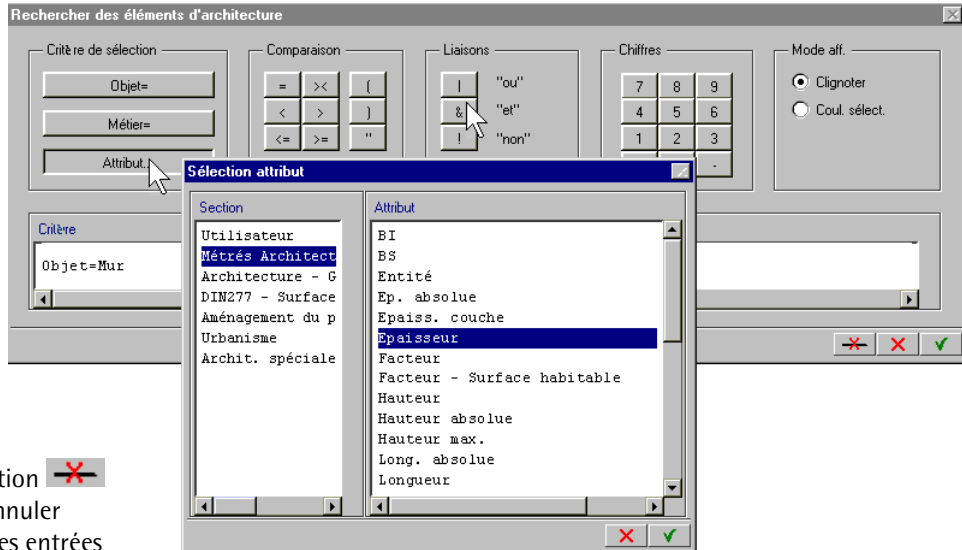 Rechercher des éléments d'architecture
Critère de sélection
Objet=
Métier=
Attribut..
Comparaison
= >< (
< > )
<= >= "
Liaisons
| "ou"
& "et"
! "non"
Chiffres
7 8 9
4 5 6
1 2 3
-
Mode aff.
Clignoter
Coul. sélect.
Critère
Objet=Mur
Sélection attribut
Section
Utilisateur
Métrés Architect
Architecture - G
DIN277 - Surface
Aménagement du p
Urbanisme
Archit. spéciale
Attribut
BI
BS
Entité
Ep. absolue
Epaiss. couche
Epaisseur
Facteur
Facteur - Surface habitable
Hauteur
Hauteur absolue
Hauteur max.
Long. absolue
Longueur
tion
nnuler
es entrées